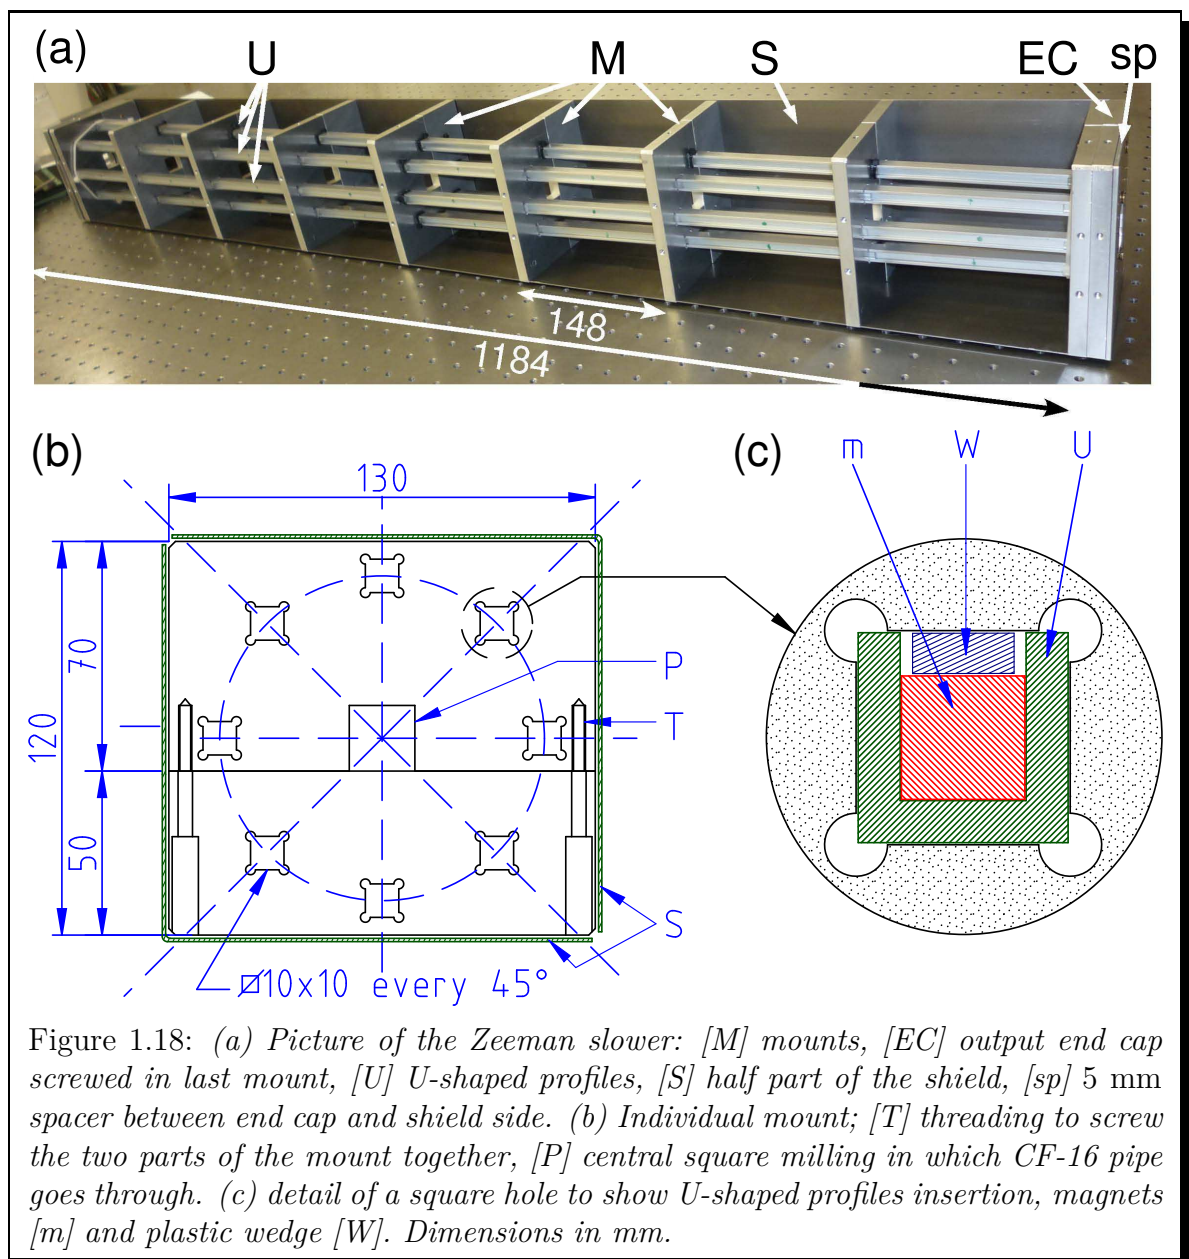 (a)
U
M
S
EC
sp
148
1184
(b)
(c)
m
W
U
130
70
120
50
P
T
S
10x10 every 45°
Figure 1.18: (a) Picture of the Zeeman slower: [M] mounts, [EC] output end cap
screwed in last mount, [U] U-shaped profiles, [S] half part of the shield, [sp] 5 mm
spacer between end cap and shield side. (b) Individual mount; [T] threading to screw
the two parts of the mount together, [P] central square milling in which CF-16 pipe
goes through. (c) detail of a square hole to show U-shaped profiles insertion, magnets
[m] and plastic wedge [W]. Dimensions in mm.